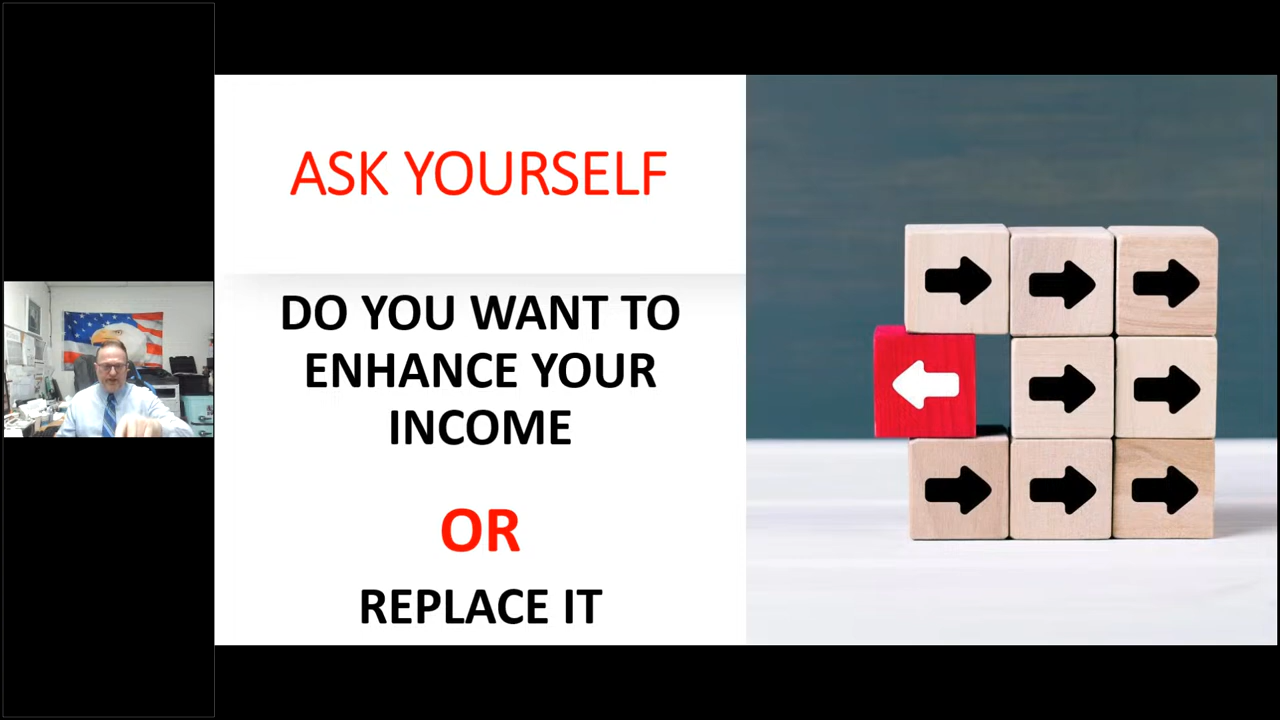 ASK YOURSELF
DO YOU WANT TO
ENHANCE YOUR
INCOME
OR
REPLACE IT